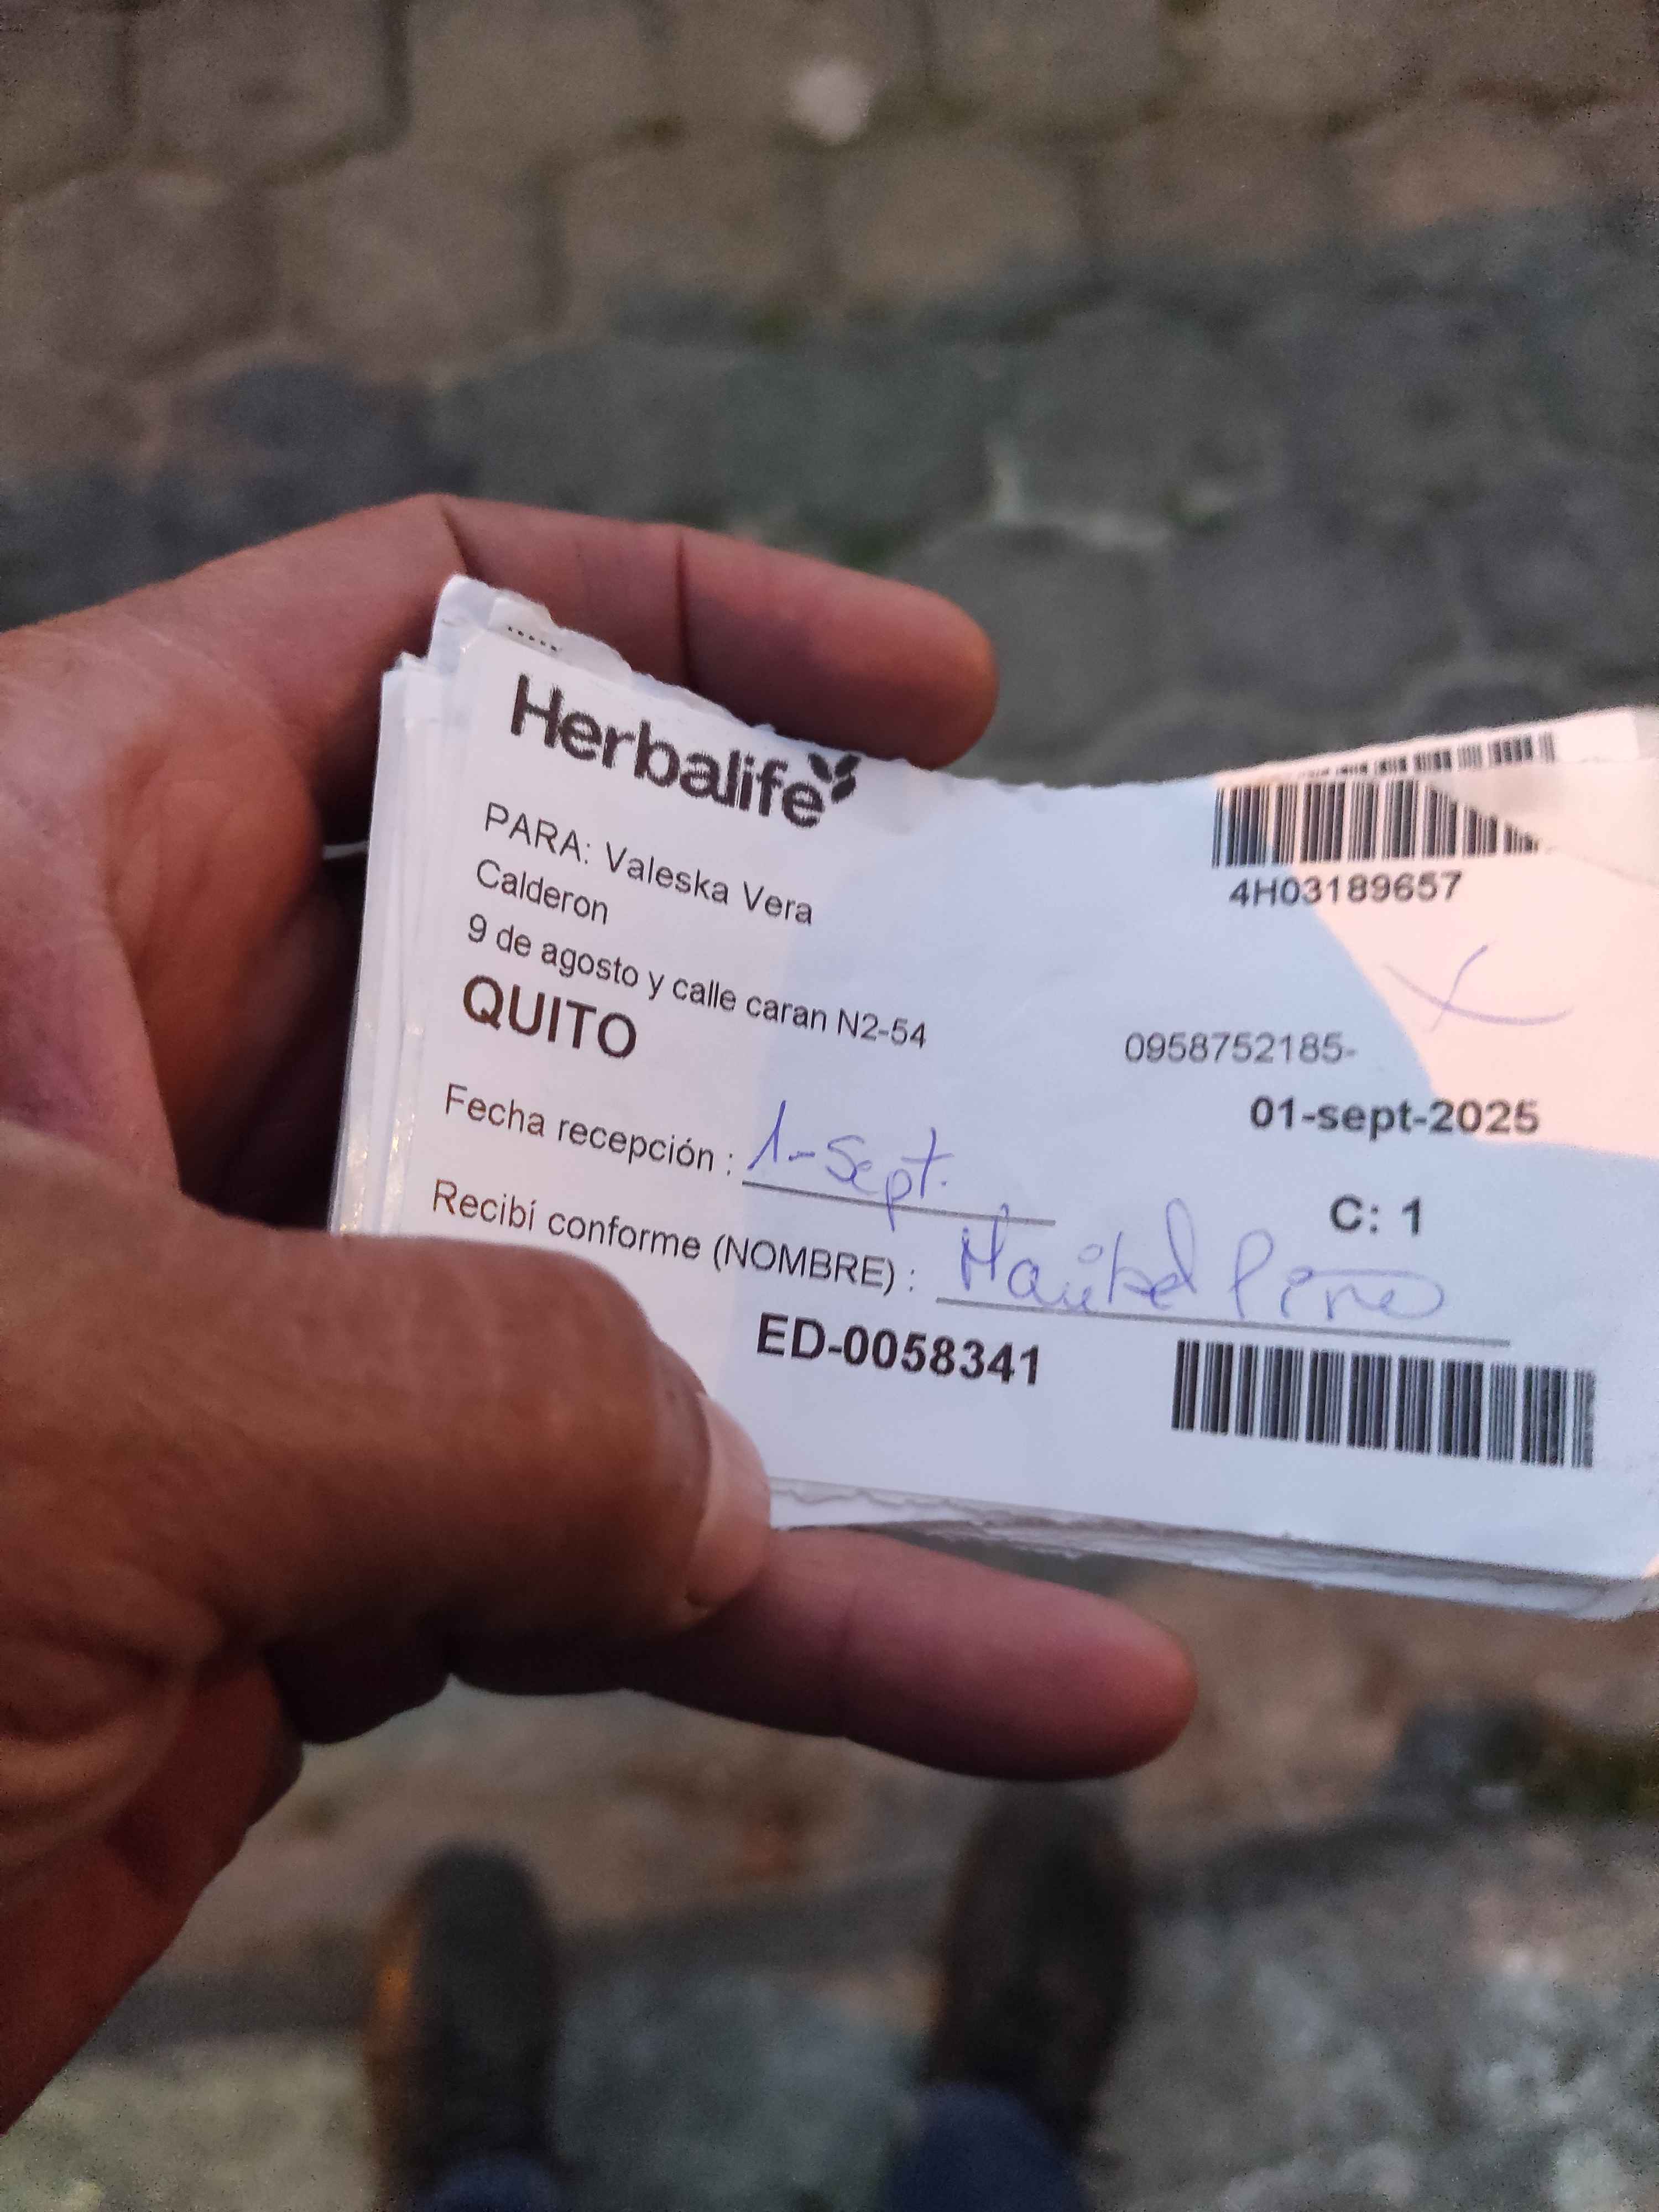 Herbalife
4H03189657
PARA: Valeska Vera
Calderon
9 de agosto y calle caran N2-54
QUITO
0958752185-
01-sept-2025
Fecha recepción : 1-Sept.
C: 1
Recibí conforme (NOMBRE) : Maribel
ED-0058341